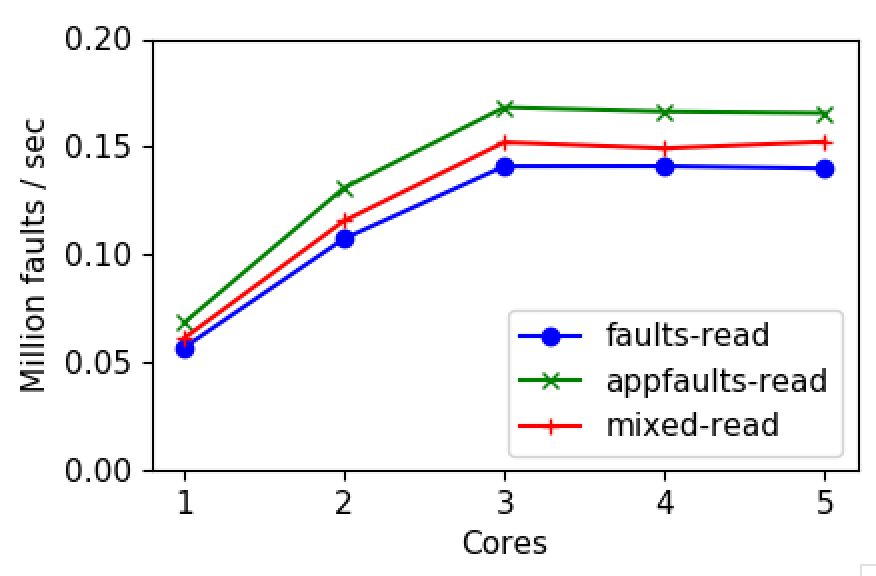 0.20
0.15
0.10
0.05
0.00
Million faults / sec
faults-read
appfaults-read
mixed-read
1 2 3 4 5
Cores